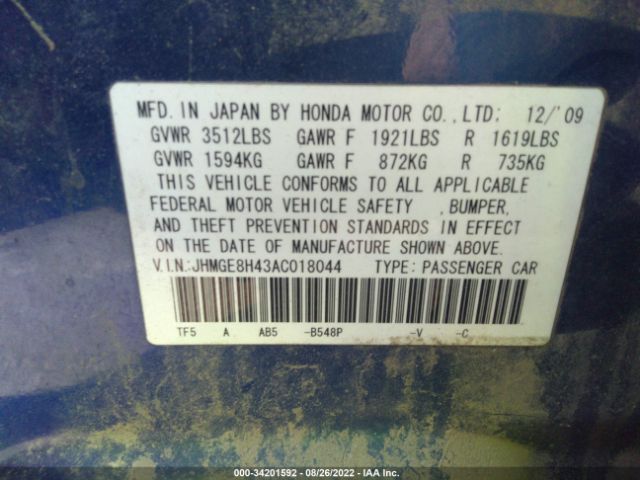 MFD. IN JAPAN BY HONDA MOTOR CO.,LTD: 12/'09
GVWR 3512LBS GAWR F 1921LBS R 1619LBS
GVWR 1594KG GAWR F 872KG R 735KG
THIS VEHICLE CONFORMS TO ALL APPLICABLE
FEDERAL MOTOR VEHICLE SAFETY ,BUMPER,
AND THEFT PREVENTION STANDARDS IN EFFECT
ON THE DATE OF MANUFACTURE SHOWN ABOVE.
V.I.N.:JHMGE8H43AC018044 TYPE: PASSENGER CAR
TF5 A AB5 -B548P -V -C
000-34201592 - 08/26/2022 - IAA Inc.